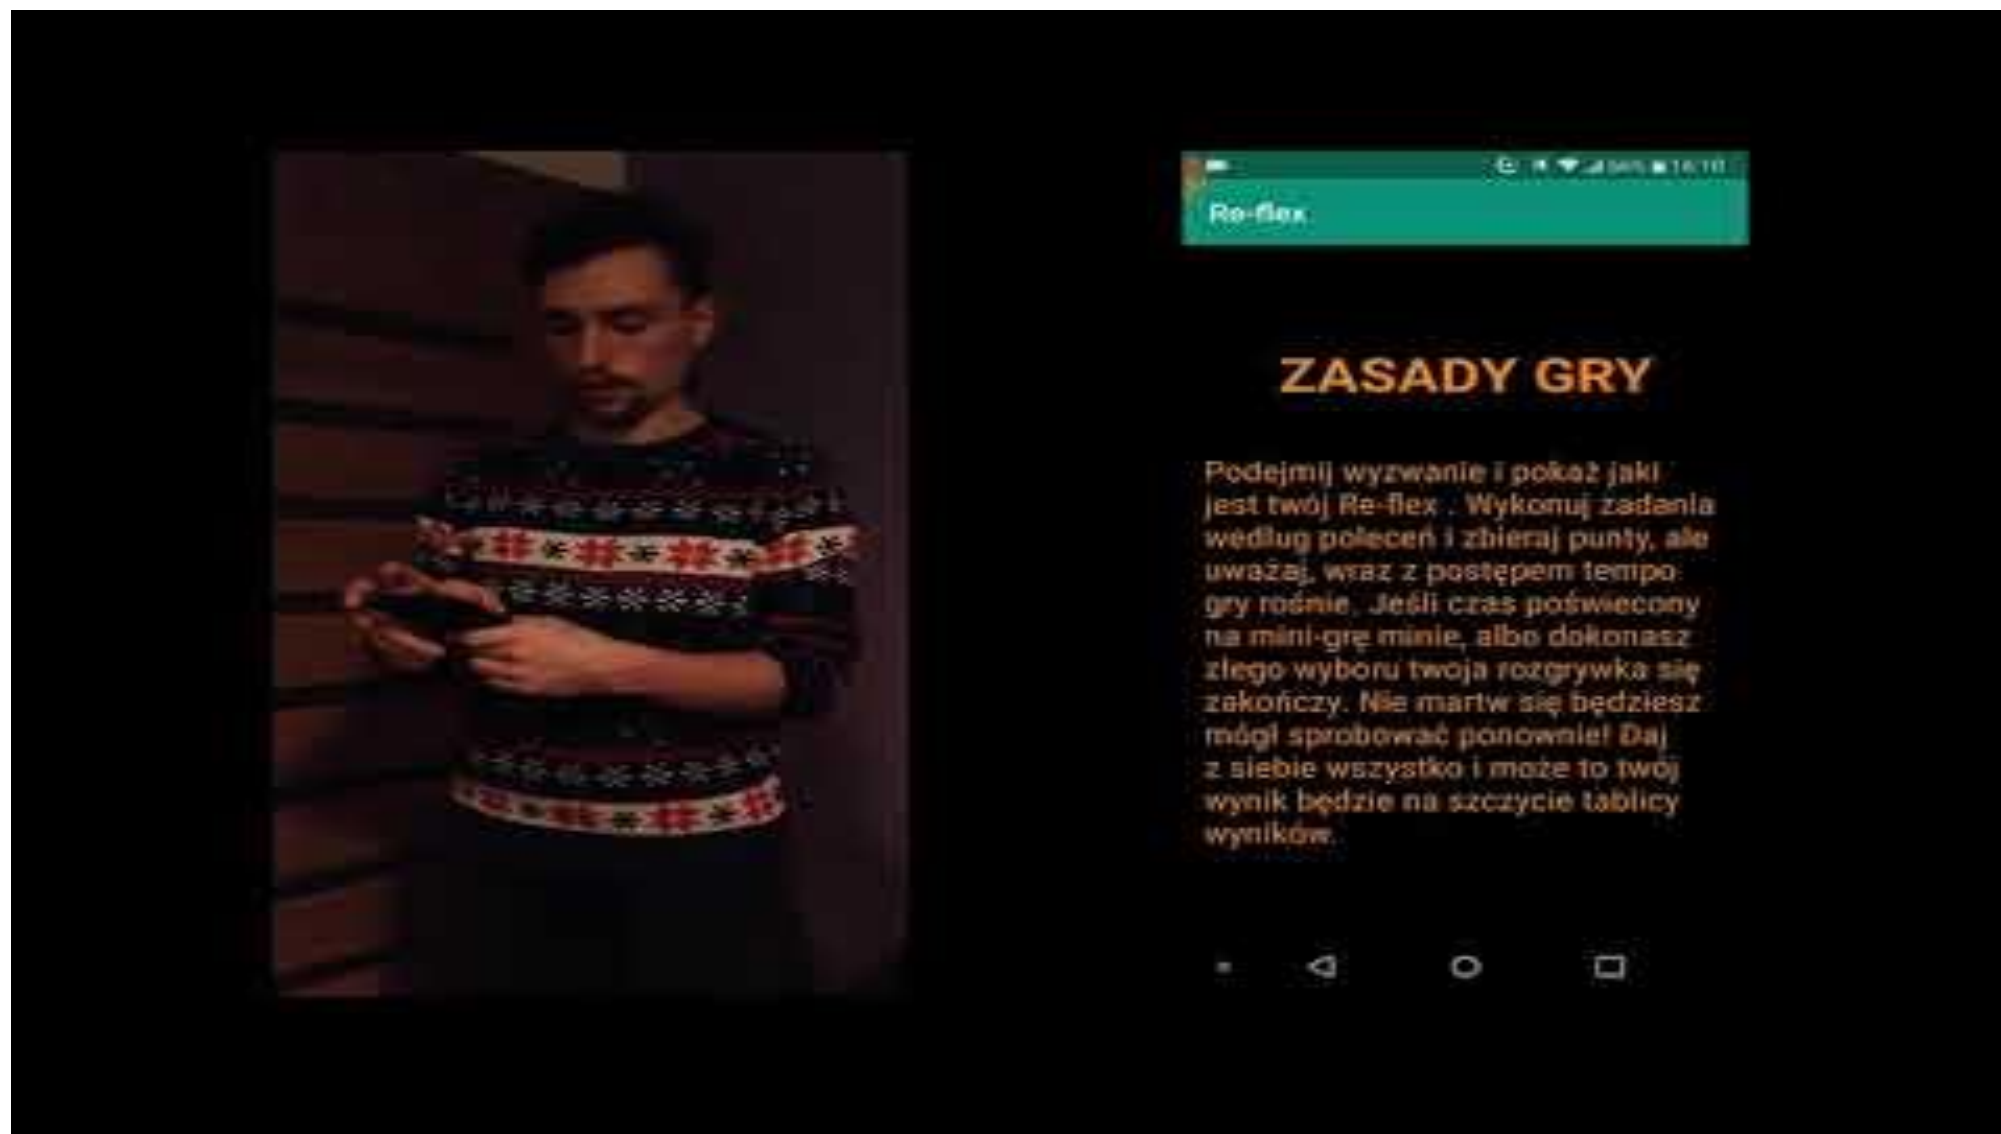 16:10
Re-flex
ZASADY GRY
Podejmij wyzwanie i pokaż jaki
jest twój Re-flex . Wykonuj zadania
według poleceń i zbieraj punty, ale
uważaj, wraz z postępem tempo
gry rośnie. Jeśli czas poświecony
na mini-grę minie, albo dokonasz
złego wyboru twoja rozgrywka się
zakończy. Nie martw się będziesz
mógł sprobować ponownie! Daj
z siebie wszystko i może to twój
wynik będzie na szczycie tablicy
wyników.